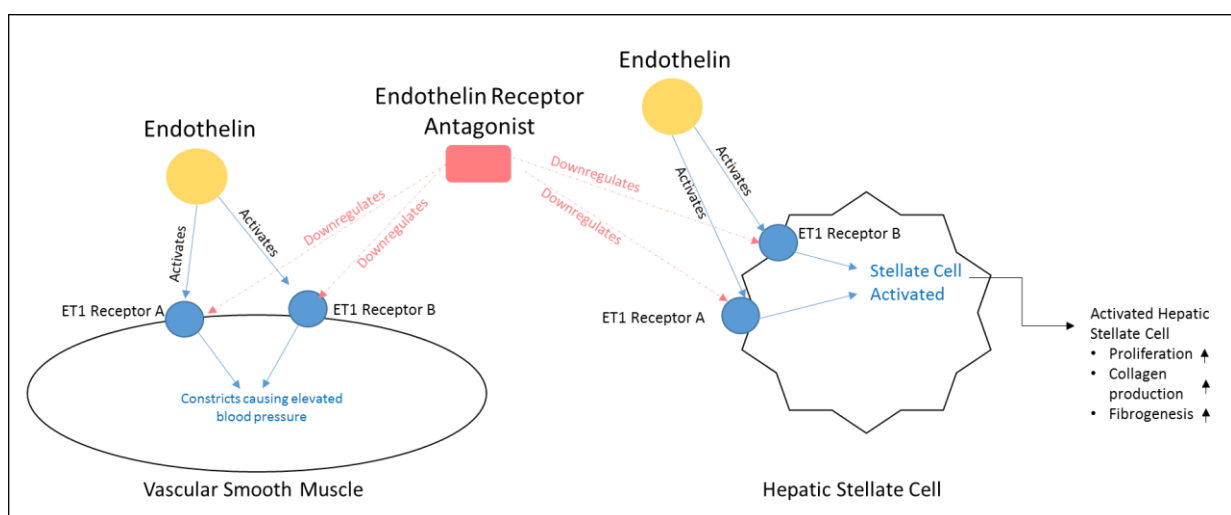 Endothelin
Endothelin Receptor
Antagonist
Endothelin
Activates
Activates
Downregulates
Downregulates
Downregulates
Downregulates
Activates
Activates
ET1 Receptor A
ET1 Receptor B
ET1 Receptor B
ET1 Receptor A
Stellate Cell
Activated
Constricts causing elevated
blood pressure
Activated Hepatic
Stellate Cell
• Proliferation
• Collagen
production
• Fibrogenesis
Vascular Smooth Muscle
Hepatic Stellate Cell